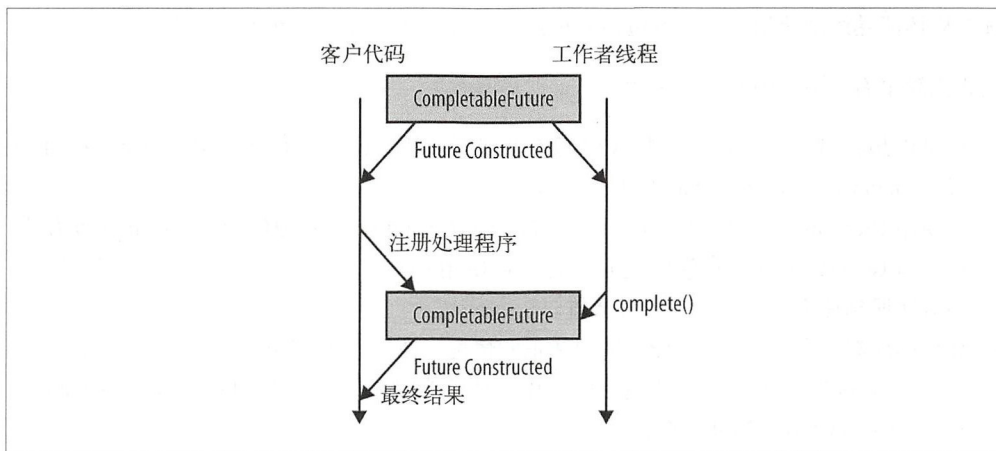 客户代码
工作者线程
CompletableFuture
Future Constructed
注册处理程序
CompletableFuture
complete()
Future Constructed
最终结果